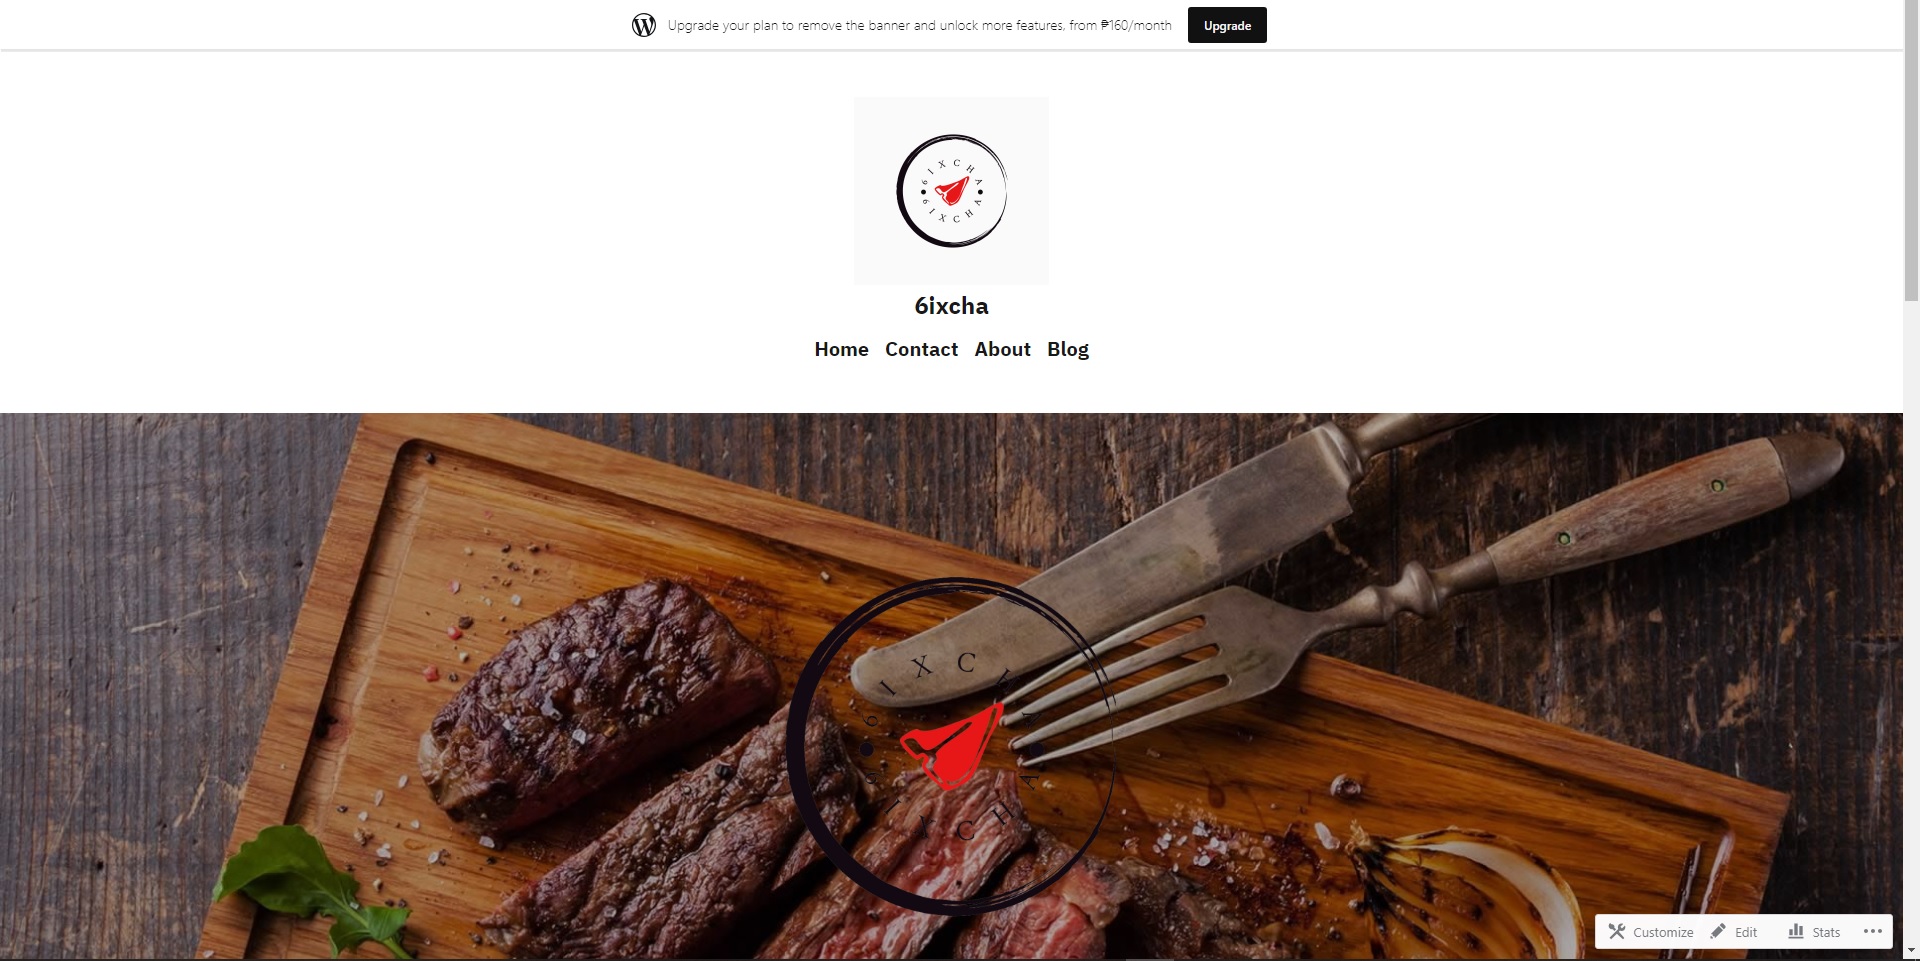 Upgrade your plan to remove the banner and unlock more features, from ₱160/month Upgrade
6IXCHA
6IXCHA
6ixcha
Home Contact About Blog
6IXCHA
6IXCHA
Customize Edit Stats